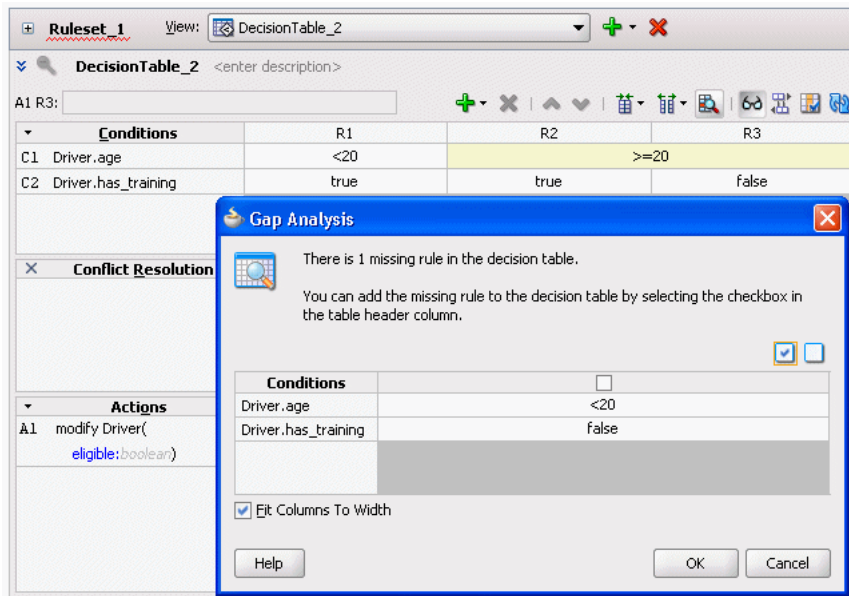 Ruleset_1 View: DecisionTable_2
DecisionTable_2 <enter description>
A1 R3:
Conditions R1 R2 R3
C1 Driver.age <20 >=20
C2 Driver.has_training true true false
Gap Analysis
There is 1 missing rule in the decision table.
You can add the missing rule to the decision table by selecting the checkbox in
the table header column.
Conflict Resolution
Conditions
Driver.age <20
Driver.has_training false
Actions
A1 modify Driver(
eligible:boolean)
Fit Columns To Width
Help OK Cancel